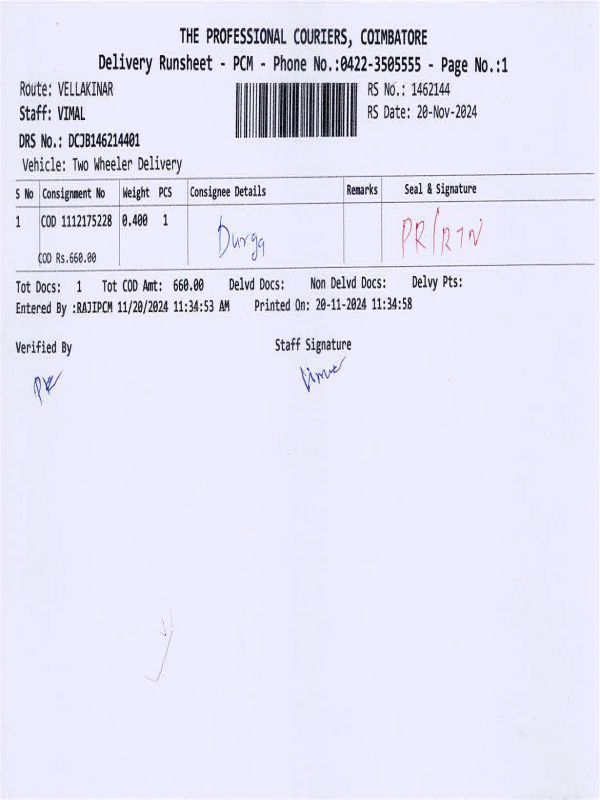 THE PROFESSIONAL COURIERS, COIMBATORE
Delivery Runsheet - PCM - Phone No.:0422-3505555 - Page No.:1
Route: VELLAKINAR RS No.: 1462144
Staff: VIMAL RS Date: 20-Nov-2024
DRS No.: DCJB146214401
Vehicle: Two Wheeler Delivery
S No Consignment No Weight PCS Consignee Details Remarks Seal & Signature
1 COD 1112175228 0.400 1 Durga PR/RTN
COD Rs.660.00
Tot Docs: 1 Tot COD Amt: 660.00 Delvd Docs: Non Delvd Docs: Delvy Pts:
Entered By :RAJIPCM 11/20/2024 11:34:53 AM Printed On: 20-11-2024 11:34:58
Verified By Staff Signature